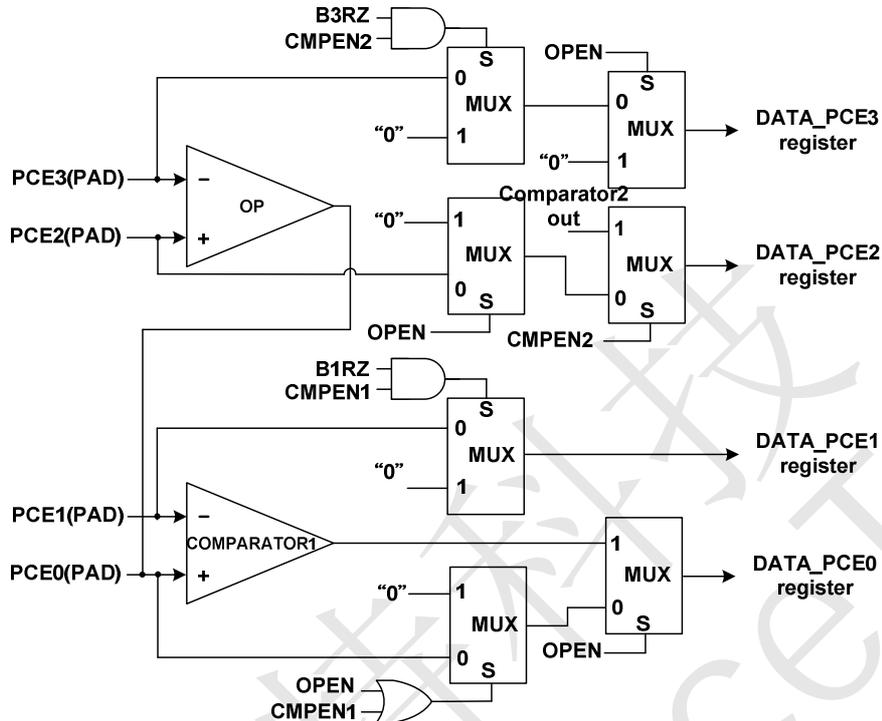 B3RZ
CMPEN2
S
0
MUX
"0"
1
OPEN
S
0
MUX
"0"
1
DATA_PCE3
register
PCE3(PAD)
−
OP
PCE2(PAD)
+
"0"
1
MUX
0
S
OPEN
Comparator2
out
1
MUX
0
S
CMPEN2
DATA_PCE2
register
B1RZ
CMPEN1
S
0
MUX
"0"
1
DATA_PCE1
register
PCE1(PAD)
−
COMPARATOR1
PCE0(PAD)
+
"0"
1
MUX
0
S
OPEN
CMPEN1
1
MUX
0
S
OPEN
DATA_PCE0
register
科技